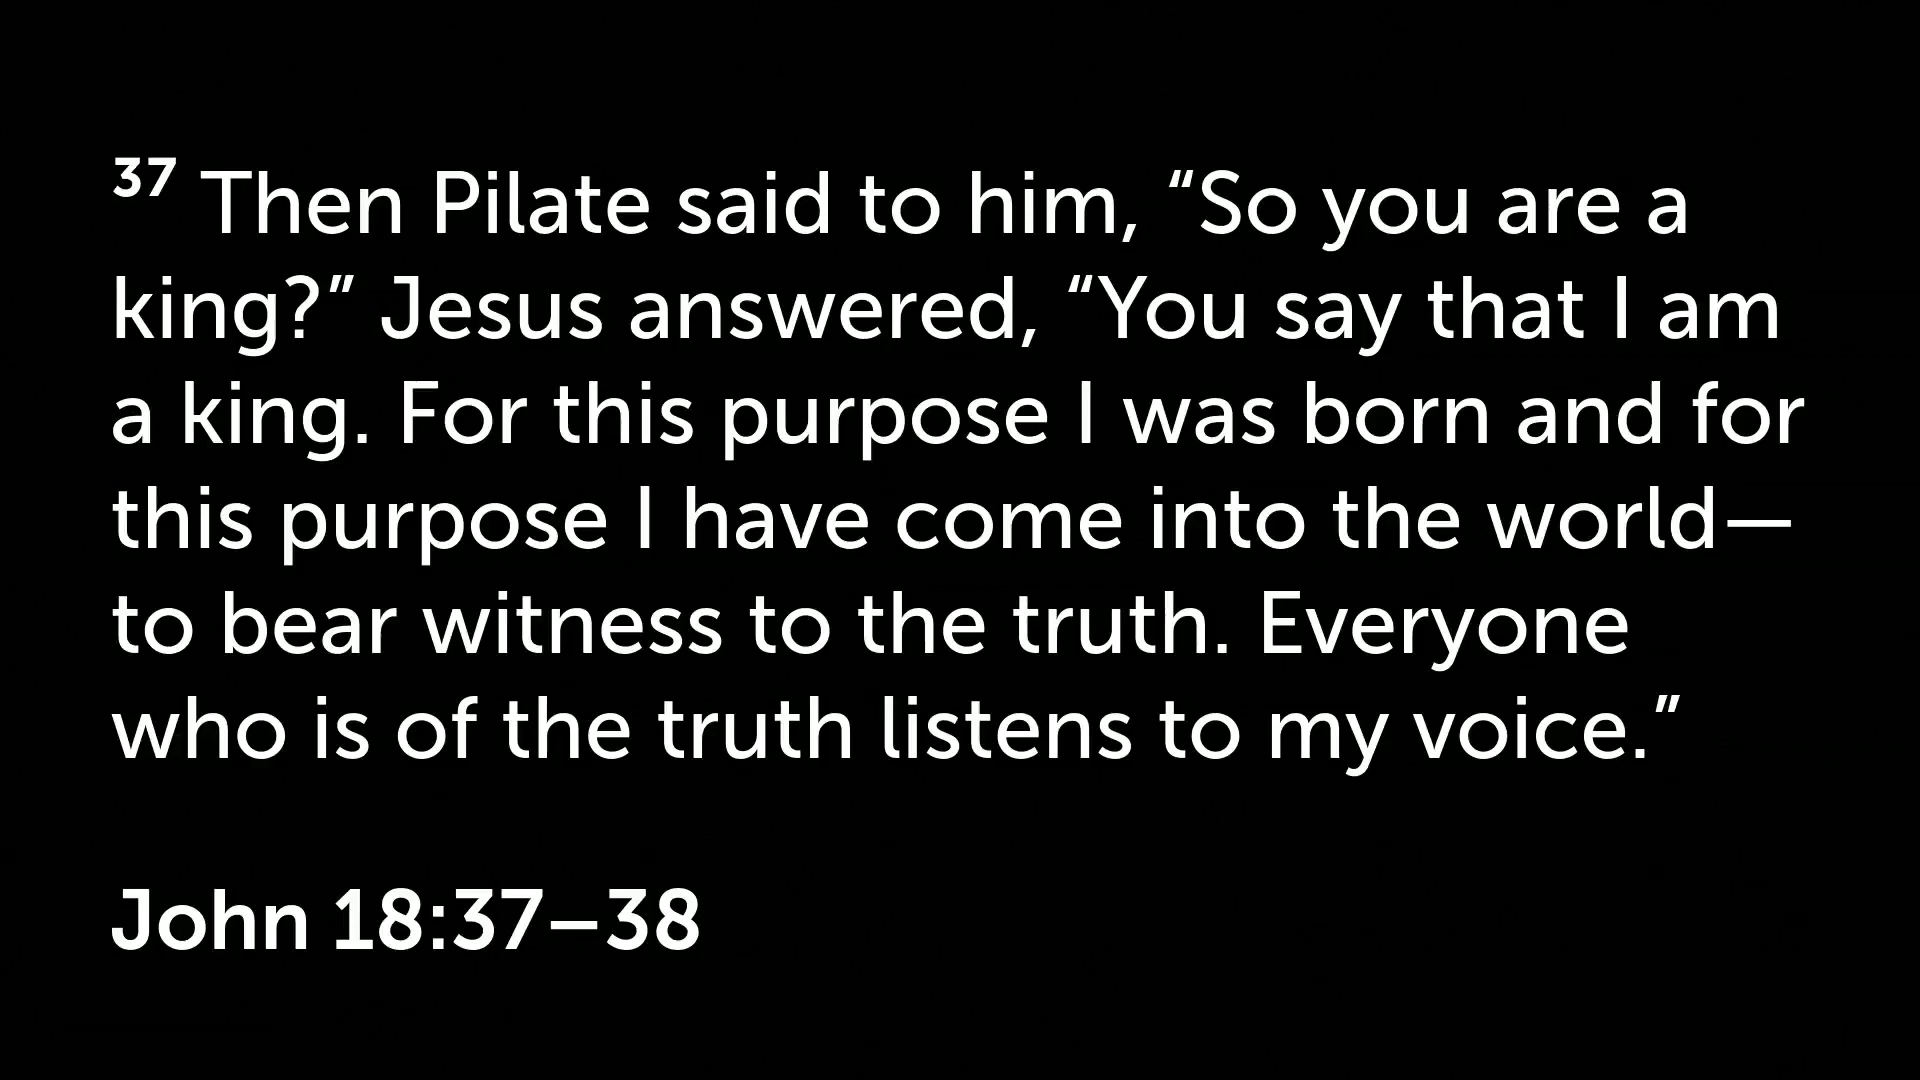 37 Then Pilate said to him, “So you are a
king?” Jesus answered, “You say that I am
a king. For this purpose I was born and for
this purpose I have come into the world—
to bear witness to the truth. Everyone
who is of the truth listens to my voice.”
John 18:37–38